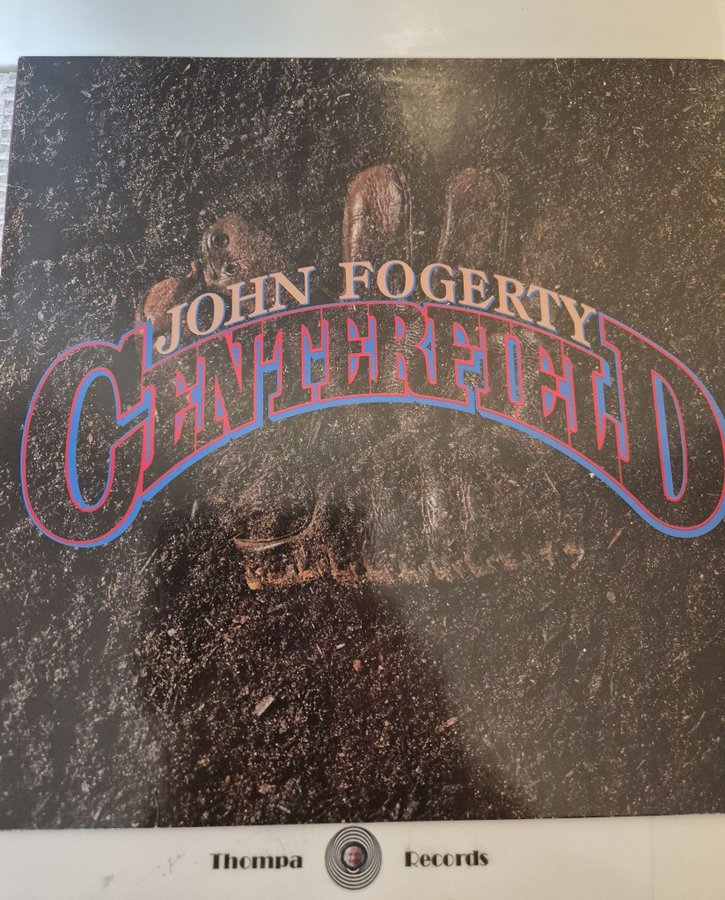 JOHN FOGERTY
CENTERFIELD
Thompa Records